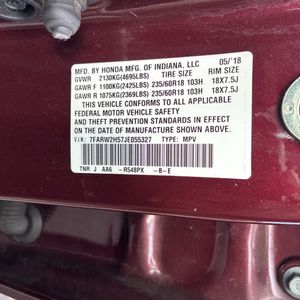 MFD. BY HONDA MFG. OF INDIANA, LLC 05/'18
GVWR 2130KG(4695LBS) TIRE SIZE RIM SIZE
GAWR F 1100KG(2425LBS) 235/60R18 103H 18X7.5J
GAWR R 1075KG(2369LBS) 235/60R18 103H 18X7.5J
THIS VEHICLE CONFORMS TO ALL APPLICABLE
FEDERAL MOTOR VEHICLE SAFETY
AND THEFT PREVENTION STANDARDS IN EFFECT
ON THE DATE OF MANUFACTURE SHOWN ABOVE.
V.I.N: 7FARW2H57JE055327 TYPE: MPV
TNR J AA6 -R548PX -B-E